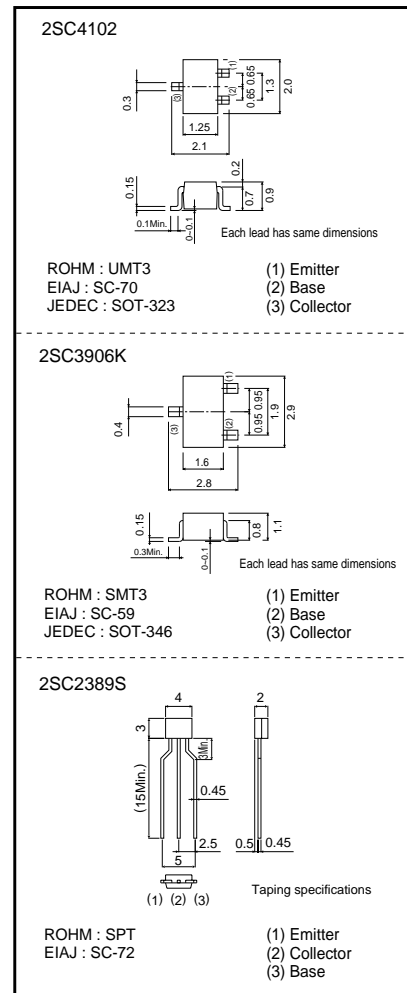 2SC4102
(1)
(2)
(3)
0.65
0.65
1.3
2.0
0.3
1.25
2.1
0.2
0.7
0.9
0.15
0.1Min.
0~0.1
Each lead has same dimensions
ROHM : UMT3
EIAJ : SC-70
JEDEC : SOT-323
(1) Emitter
(2) Base
(3) Collector
2SC3906K
(1)
(2)
(3)
0.95
0.95
1.9
2.9
0.4
1.6
2.8
0.15
0.3Min.
0~0.1
0.8
1.1
Each lead has same dimensions
ROHM : SMT3
EIAJ : SC-59
JEDEC : SOT-346
(1) Emitter
(2) Base
(3) Collector
2SC2389S
4
2
3
3Min.
(15Min.)
0.45
2.5
5
0.5
0.45
(1) (2) (3)
Taping specifications
ROHM : SPT
EIAJ : SC-72
(1) Emitter
(2) Collector
(3) Base